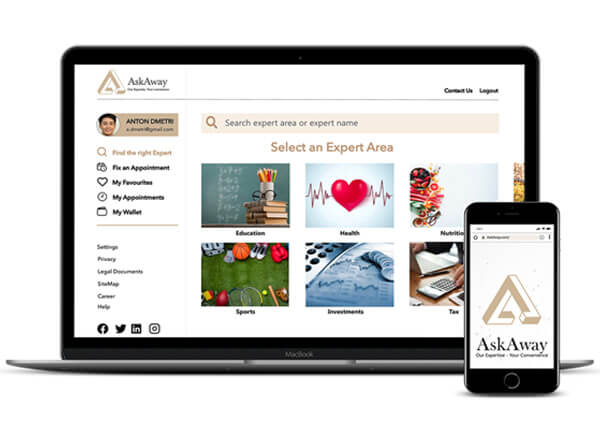 AskAway
Our Expertise - Your Convenience
Contact Us Logout
ANTON DMETRI
a.dmetri@gmail.com
Search expert area or expert name
Find the right Expert
Fix an Appointment
My Favourites
My Appointments
My Wallet
Settings
Privacy
Legal Documents
SiteMap
Career
Help
Select an Expert Area
Education
Health
Nutrition
Sports
Investments
Tax
MacBook
AskAway
Our Expertise - Your Convenience